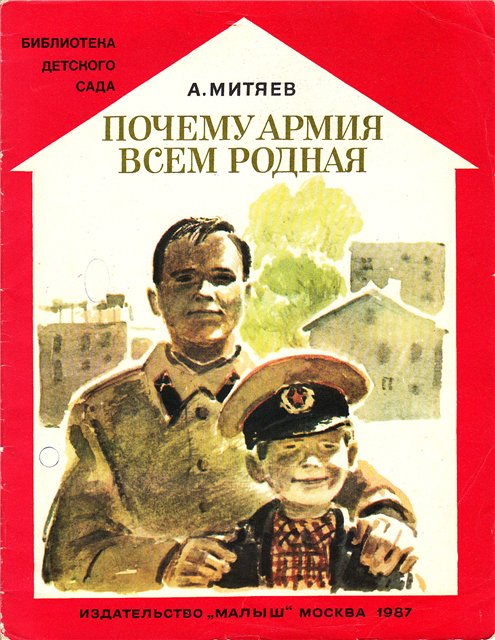 БИБЛИОТЕКА
ДЕТСКОГО
САДА
А. МИТЯЕВ
ПОЧЕМУ АРМИЯ
ВСЕМ РОДНАЯ
ИЗДАТЕЛЬСТВО „МАЛЫШ“ МОСКВА 1987